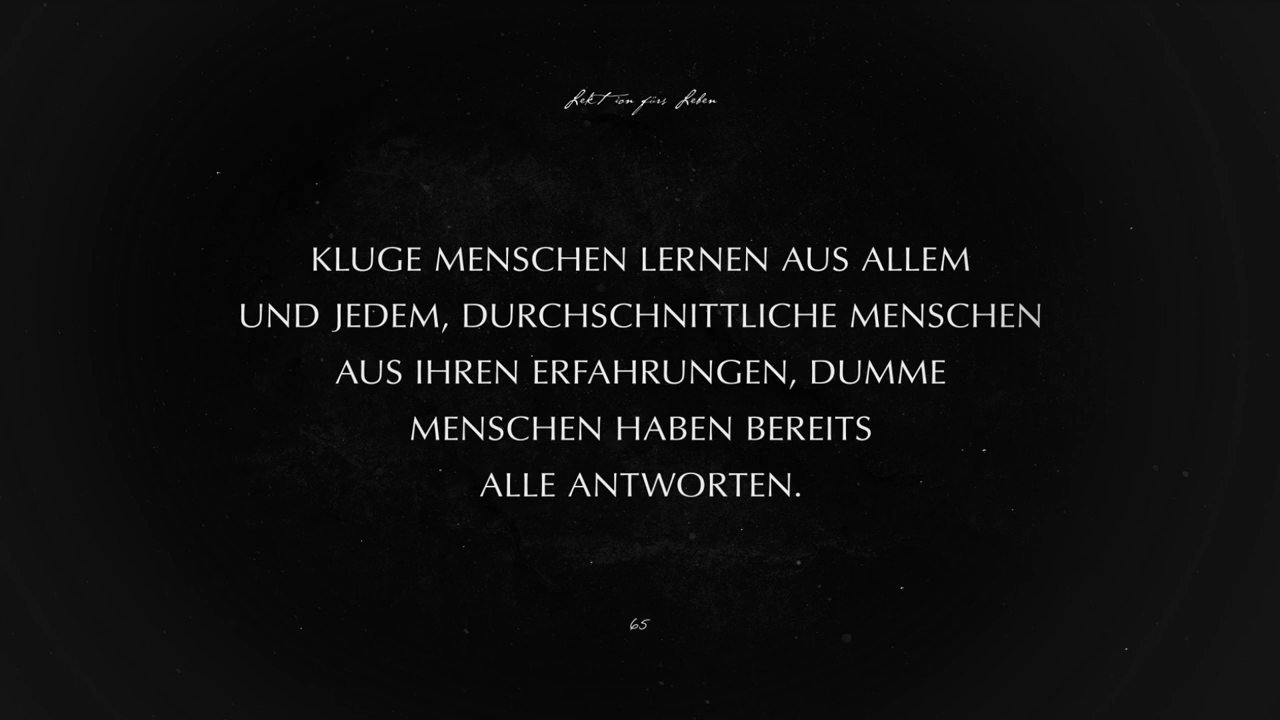 Lektion fürs Leben
KLUGE MENSCHEN LERNEN AUS ALLEM
UND JEDEM, DURCHSCHNITTLICHE MENSCHEN
AUS IHREN ERFAHRUNGEN, DUMME
MENSCHEN HABEN BEREITS
ALLE ANTWORTEN.
65